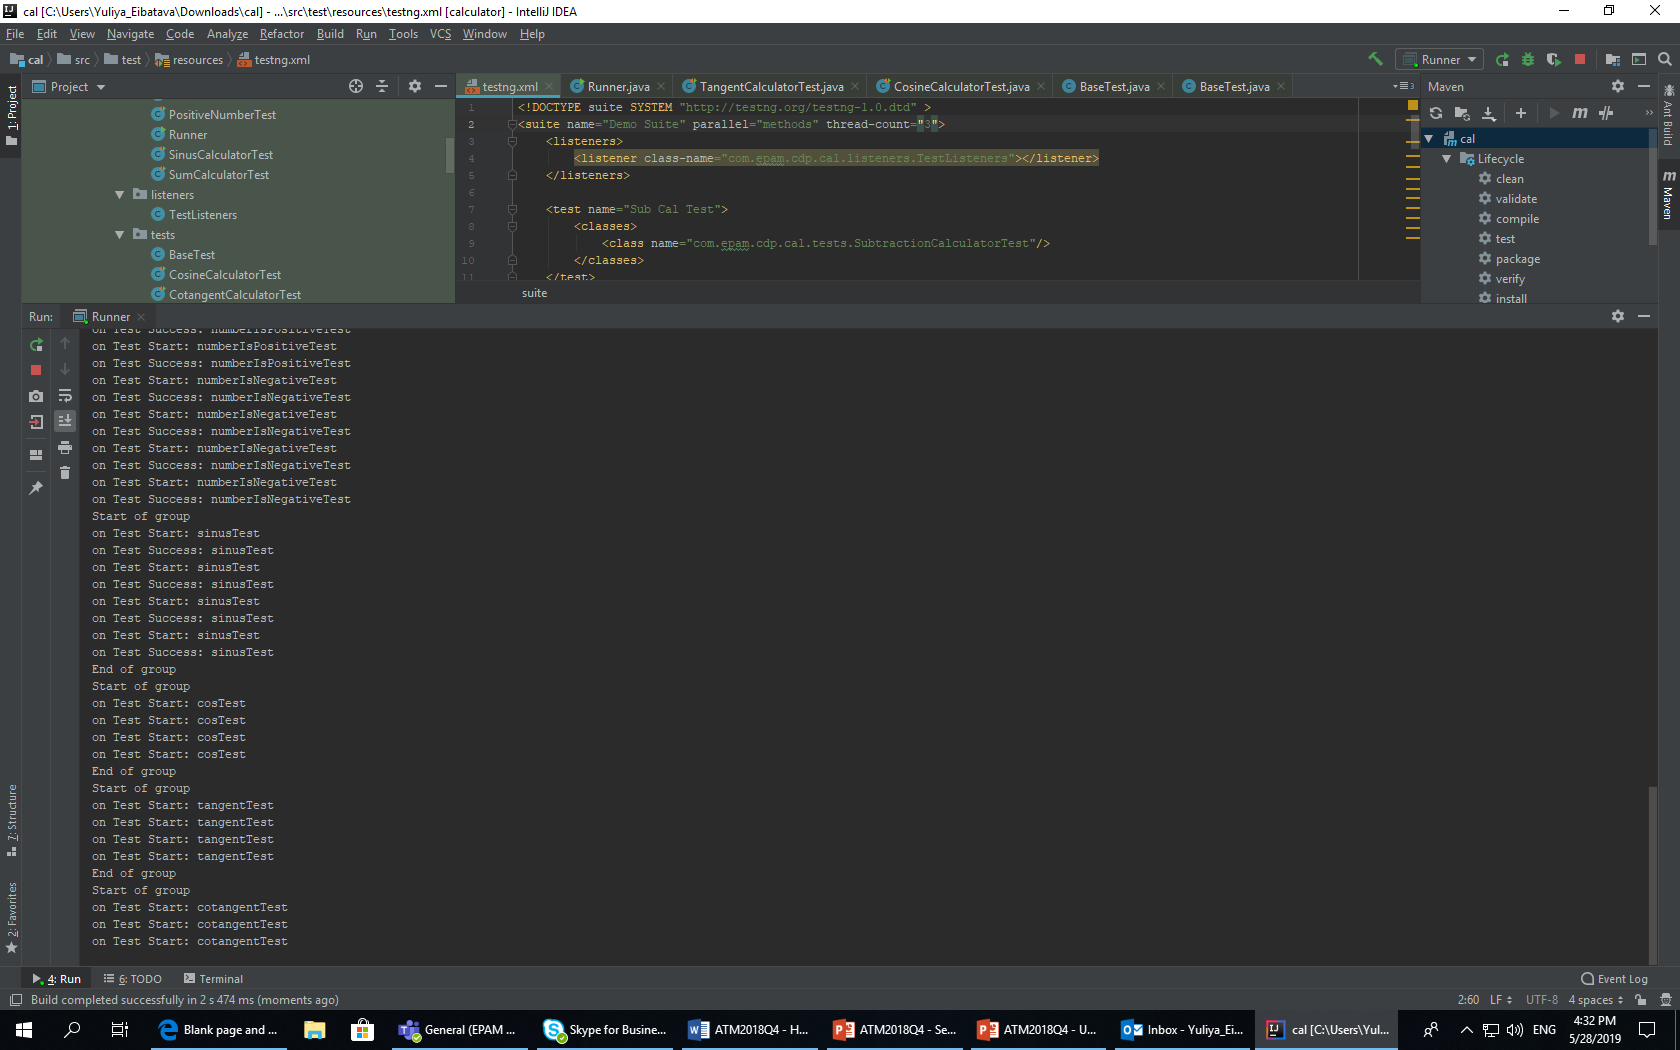 cal [C:\Users\Yuliya_Eibatava\Downloads\cal] - ...\src\test\resources\testng.xml [calculator] - IntelliJ IDEA
File Edit View Navigate Code Analyze Refactor Build Run Tools VCS Window Help
cal src test resources testng.xml Runner
Project testng.xml Runner.java TangentCalculatorTest.java CosineCalculatorTest.java BaseTest.java BaseTest.java Maven
1: Project
PositiveNumberTest
Runner
SinusCalculatorTest
SumCalculatorTest
listeners
TestListeners
tests
BaseTest
CosineCalculatorTest
CotangentCalculatorTest
1 <!DOCTYPE suite SYSTEM "http://testng.org/testng-1.0.dtd" >
2 <suite name="Demo Suite" parallel="methods" thread-count="3">
3 <listeners>
4 <listener class-name="com.epam.cdp.cal.listeners.TestListeners"></listener>
5 </listeners>
6
7 <test name="Sub Cal Test">
8 <classes>
9 <class name="com.epam.cdp.cal.tests.SubtractionCalculatorTest"/>
10 </classes>
11 </test>
suite
cal
Lifecycle
clean
validate
compile
test
package
verify
install
Ant Build
Maven
Run: Runner
on Test Success: numberIsPositiveTest
on Test Start: numberIsPositiveTest
on Test Success: numberIsPositiveTest
on Test Start: numberIsNegativeTest
on Test Success: numberIsNegativeTest
on Test Start: numberIsNegativeTest
on Test Success: numberIsNegativeTest
on Test Start: numberIsNegativeTest
on Test Success: numberIsNegativeTest
on Test Start: numberIsNegativeTest
on Test Success: numberIsNegativeTest
Start of group
on Test Start: sinusTest
on Test Success: sinusTest
on Test Start: sinusTest
on Test Success: sinusTest
on Test Start: sinusTest
on Test Success: sinusTest
on Test Start: sinusTest
on Test Success: sinusTest
End of group
Start of group
on Test Start: cosTest
on Test Start: cosTest
on Test Start: cosTest
on Test Start: cosTest
End of group
Start of group
on Test Start: tangentTest
on Test Start: tangentTest
on Test Start: tangentTest
on Test Start: tangentTest
End of group
Start of group
on Test Start: cotangentTest
on Test Start: cotangentTest
on Test Start: cotangentTest
7: Structure
2: Favorites
4: Run 6: TODO Terminal Event Log
Build completed successfully in 2 s 474 ms (moments ago) 2:60 LF UTF-8 4 spaces
Blank page and ... General (EPAM ... Skype for Busine... ATM2018Q4 - H... ATM2018Q4 - Se... ATM2018Q4 - U... Inbox - Yuliya_Ei... cal [C:\Users\Yul... ENG 4:32 PM
5/28/2019